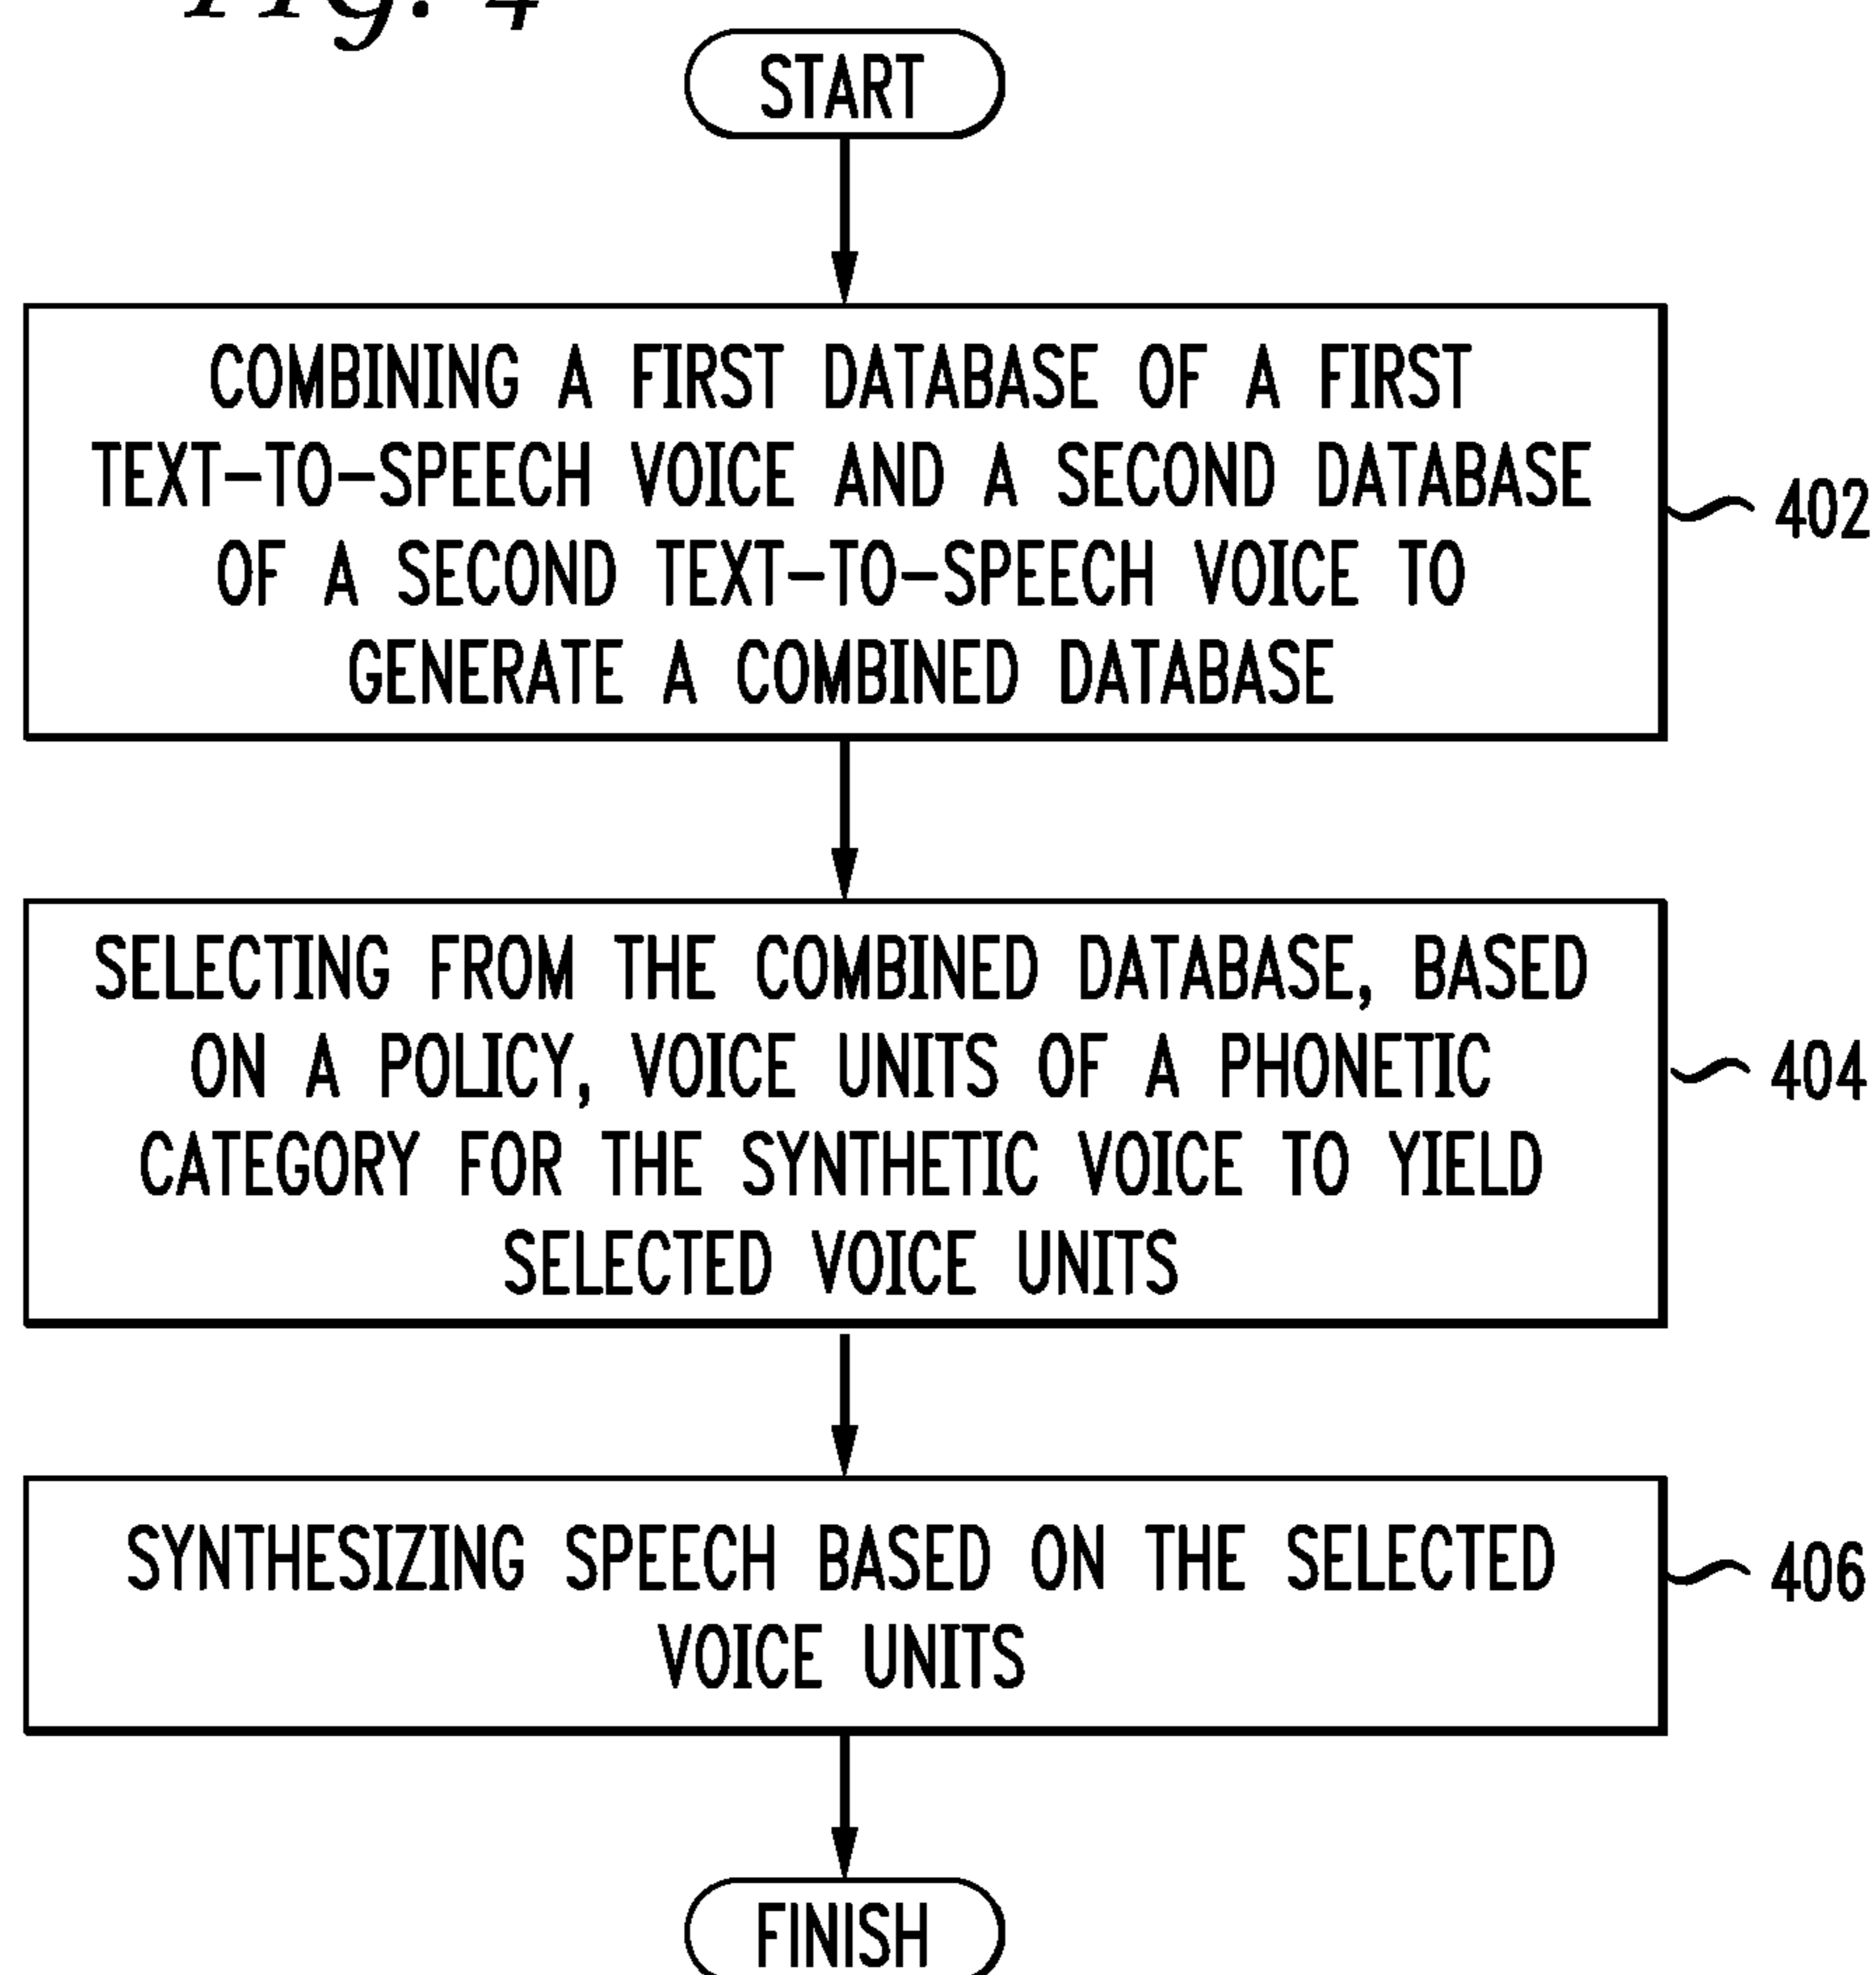 Fig. 4
START
COMBINING A FIRST DATABASE OF A FIRST
TEXT-TO-SPEECH VOICE AND A SECOND DATABASE
OF A SECOND TEXT-TO-SPEECH VOICE TO
GENERATE A COMBINED DATABASE
402
SELECTING FROM THE COMBINED DATABASE, BASED
ON A POLICY, VOICE UNITS OF A PHONETIC
CATEGORY FOR THE SYNTHETIC VOICE TO YIELD
SELECTED VOICE UNITS
404
SYNTHESIZING SPEECH BASED ON THE SELECTED
VOICE UNITS
406
FINISH